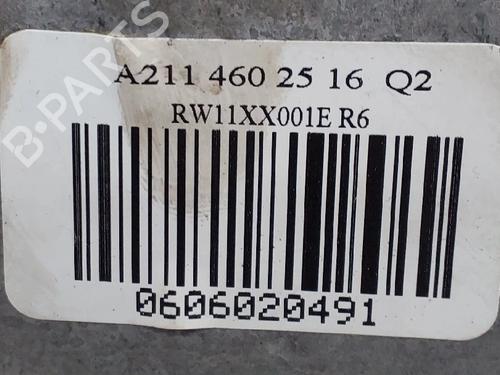 A211 460 25 16 Q2
RW11XX001E R6
0606020491
B-PARTS